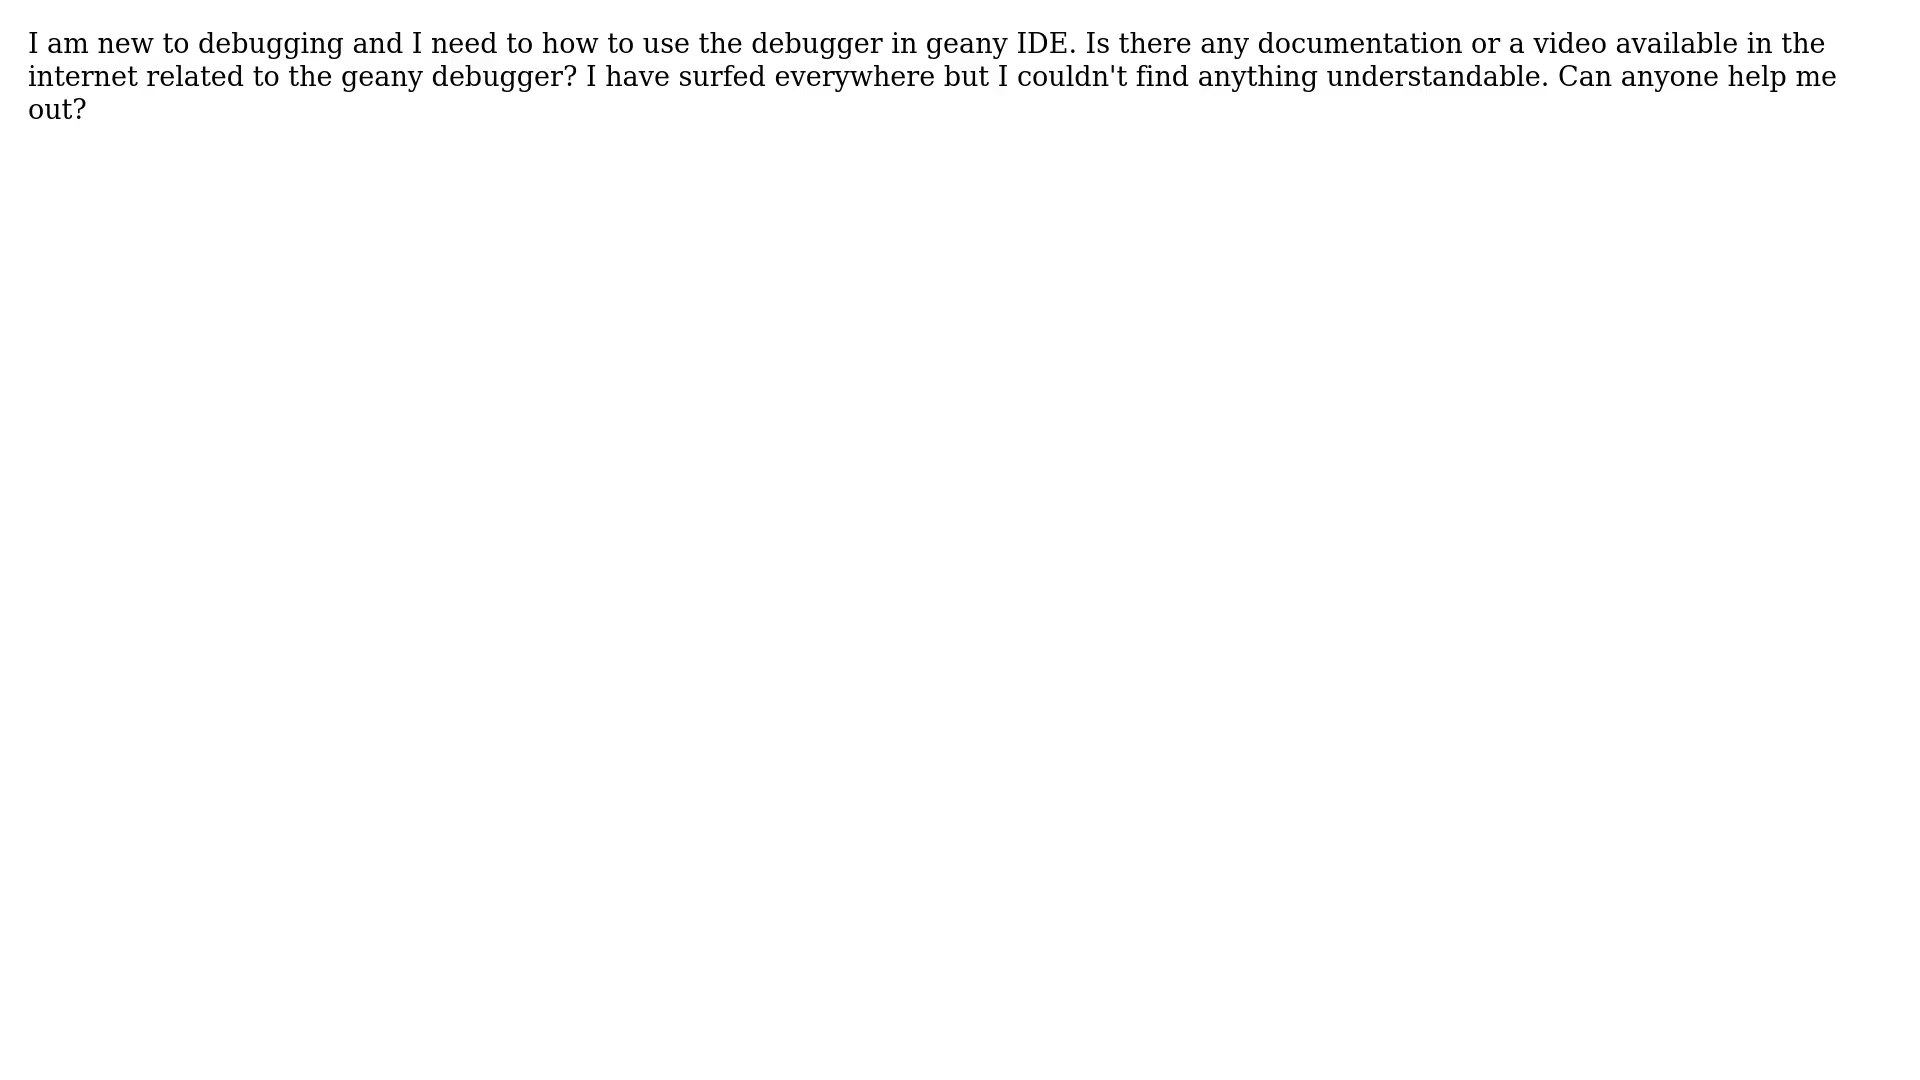 I am new to debugging and I need to how to use the debugger in geany IDE. Is there any documentation or a video available in the
internet related to the geany debugger? I have surfed everywhere but I couldn't find anything understandable. Can anyone help me
out?